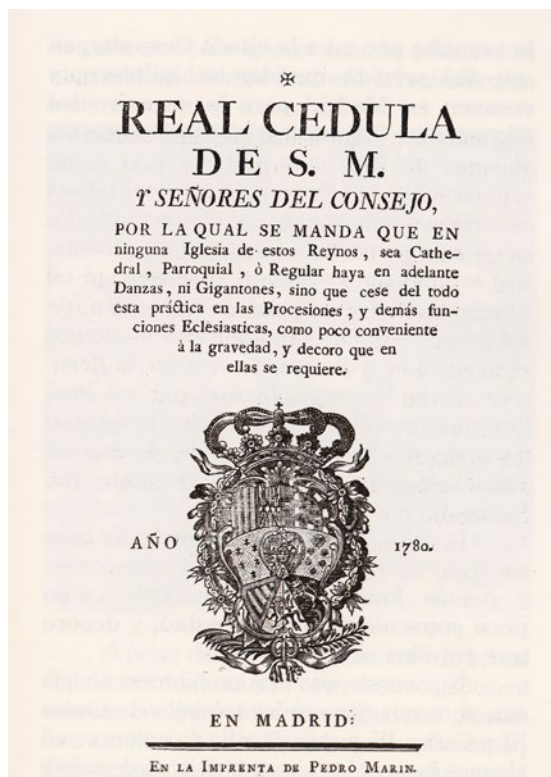 REAL CEDULA
DE S. M.
Y SEÑORES DEL CONSEJO,
POR LA QUAL SE MANDA QUE EN
ninguna Iglesia de estos Reynos, sea Cathe-
dral, Parroquial, ò Regular haya en adelante
Danzas, ni Gigantones, sino que cese del todo
esta práctica en las Procesiones, y demás fun-
ciones Eclesiasticas, como poco conveniente
à la gravedad, y decoro que en
ellas se requiere.
AÑO 1780.
EN MADRID:
EN LA IMPRENTA DE PEDRO MARIN.